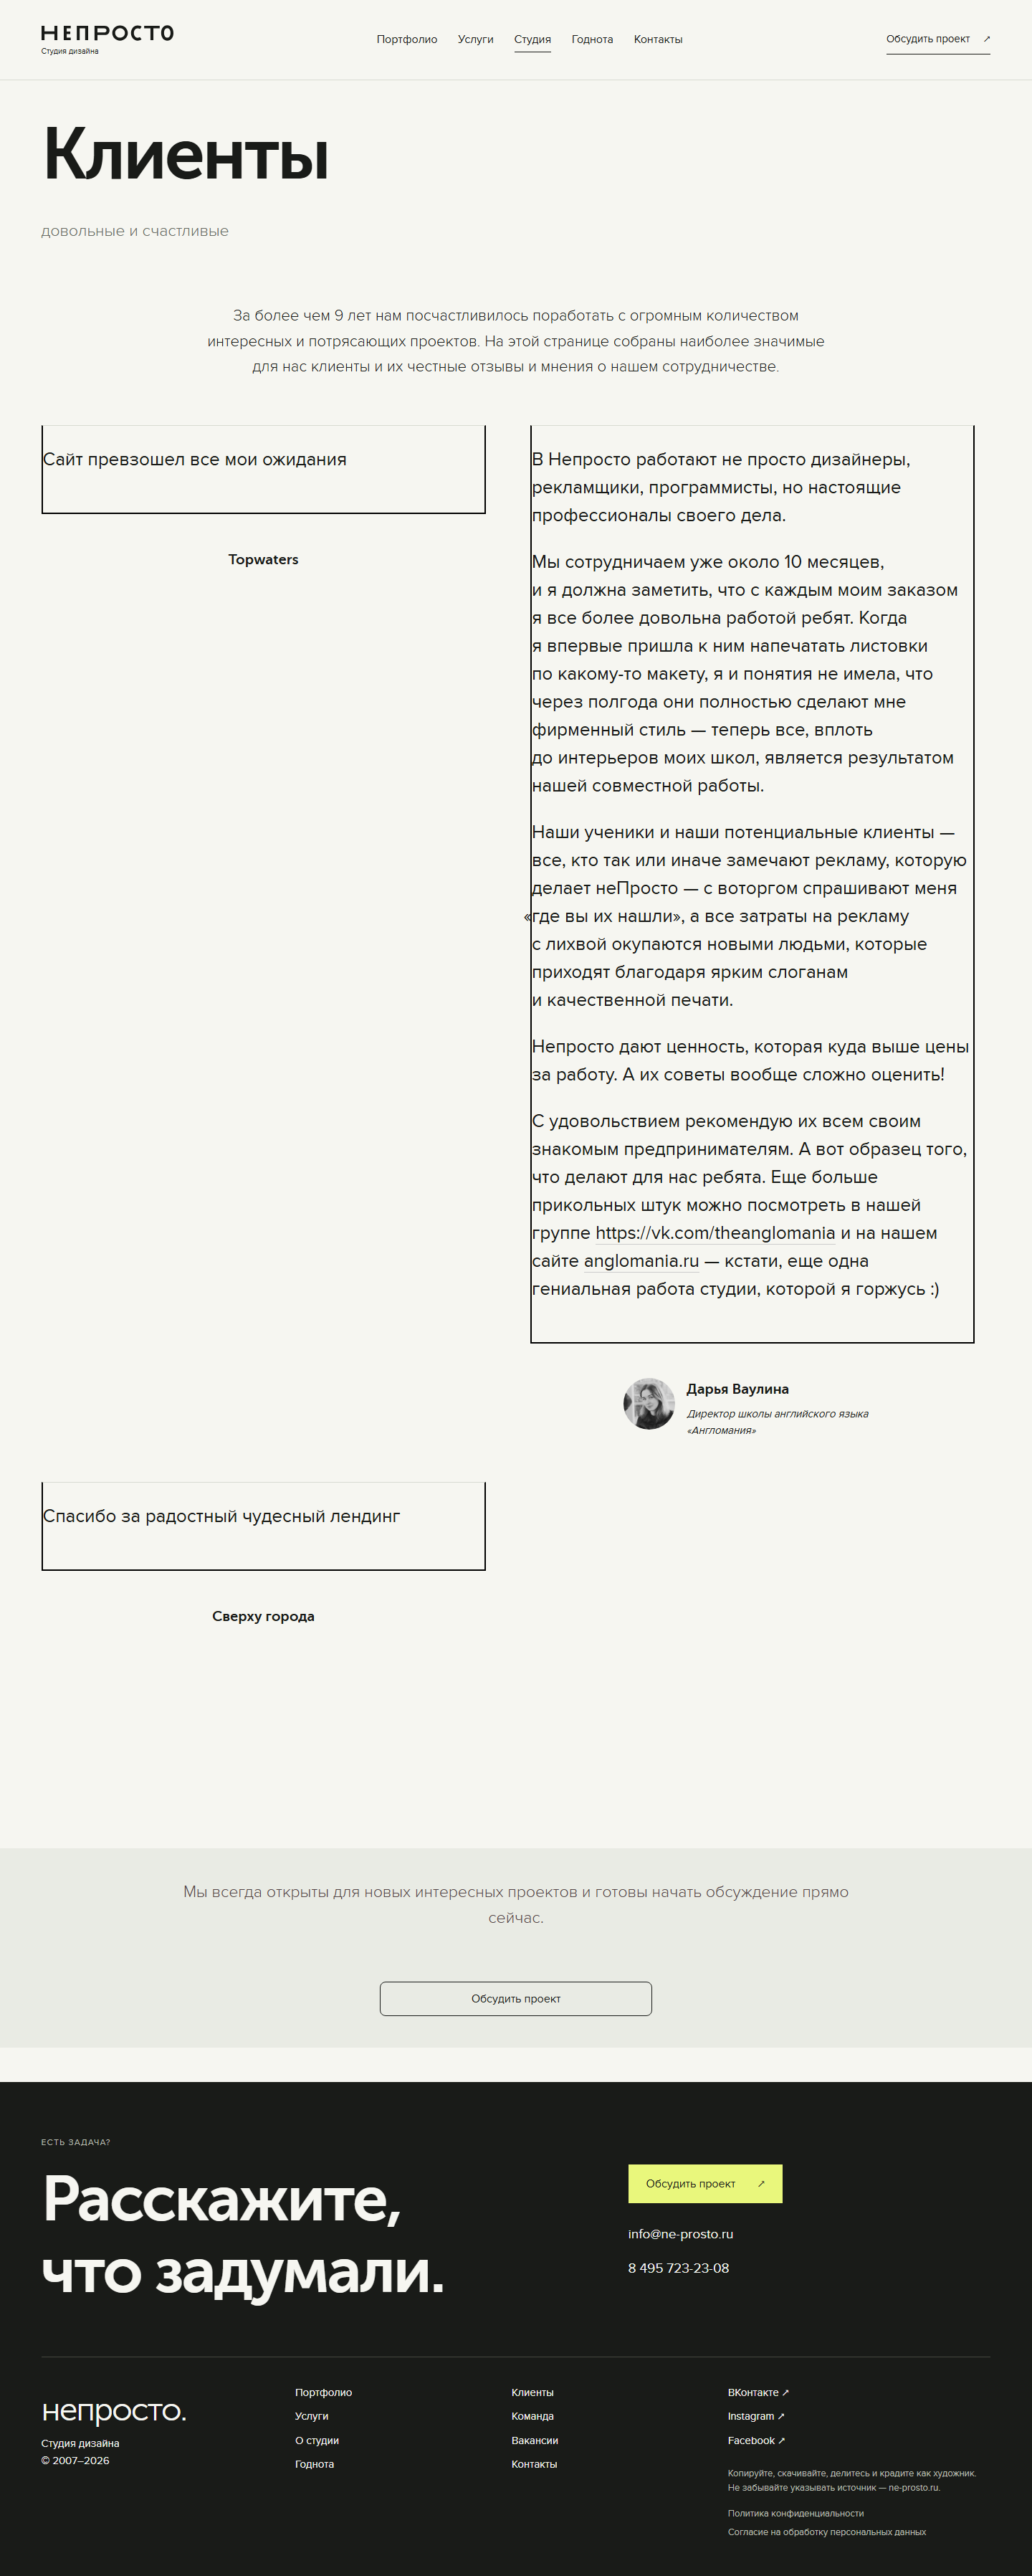 НЕПРОСТО
Студия дизайна
Портфолио Услуги Студия Годнота Контакты
Обсудить проект ↗
Клиенты
довольные и счастливые
За более чем 9 лет нам посчастливилось поработать с огромным количеством
интересных и потрясающих проектов. На этой странице собраны наиболее значимые
для нас клиенты и их честные отзывы и мнения о нашем сотрудничестве.
Сайт превзошел все мои ожидания
Topwaters
В Непросто работают не просто дизайнеры,
рекламщики, программисты, но настоящие
профессионалы своего дела.
Мы сотрудничаем уже около 10 месяцев,
и я должна заметить, что с каждым моим заказом
я все более довольна работой ребят. Когда
я впервые пришла к ним напечатать листовки
по какому-то макету, я и понятия не имела, что
через полгода они полностью сделают мне
фирменный стиль — теперь все, вплоть
до интерьеров моих школ, является результатом
нашей совместной работы.
Наши ученики и наши потенциальные клиенты —
все, кто так или иначе замечают рекламу, которую
делает неПросто — с воторгом спрашивают меня
«где вы их нашли», а все затраты на рекламу
с лихвой окупаются новыми людьми, которые
приходят благодаря ярким слоганам
и качественной печати.
Непросто дают ценность, которая куда выше цены
за работу. А их советы вообще сложно оценить!
С удовольствием рекомендую их всем своим
знакомым предпринимателям. А вот образец того,
что делают для нас ребята. Еще больше
прикольных штук можно посмотреть в нашей
группе https://vk.com/theanglomania и на нашем
сайте anglomania.ru — кстати, еще одна
гениальная работа студии, которой я горжусь :)
Дарья Ваулина
Директор школы английского языка
«Англомания»
Спасибо за радостный чудесный лендинг
Сверху города
Мы всегда открыты для новых интересных проектов и готовы начать обсуждение прямо
сейчас.
Обсудить проект
ЕСТЬ ЗАДАЧА?
Расскажите,
что задумали.
Обсудить проект ↗
info@ne-prosto.ru
8 495 723-23-08
непросто.
Студия дизайна
© 2007–2026
Портфолио
Услуги
О студии
Годнота
Клиенты
Команда
Вакансии
Контакты
ВКонтакте ↗
Instagram ↗
Facebook ↗
Копируйте, скачивайте, делитесь и крадите как художник.
Не забывайте указывать источник — ne-prosto.ru.
Политика конфиденциальности
Согласие на обработку персональных данных